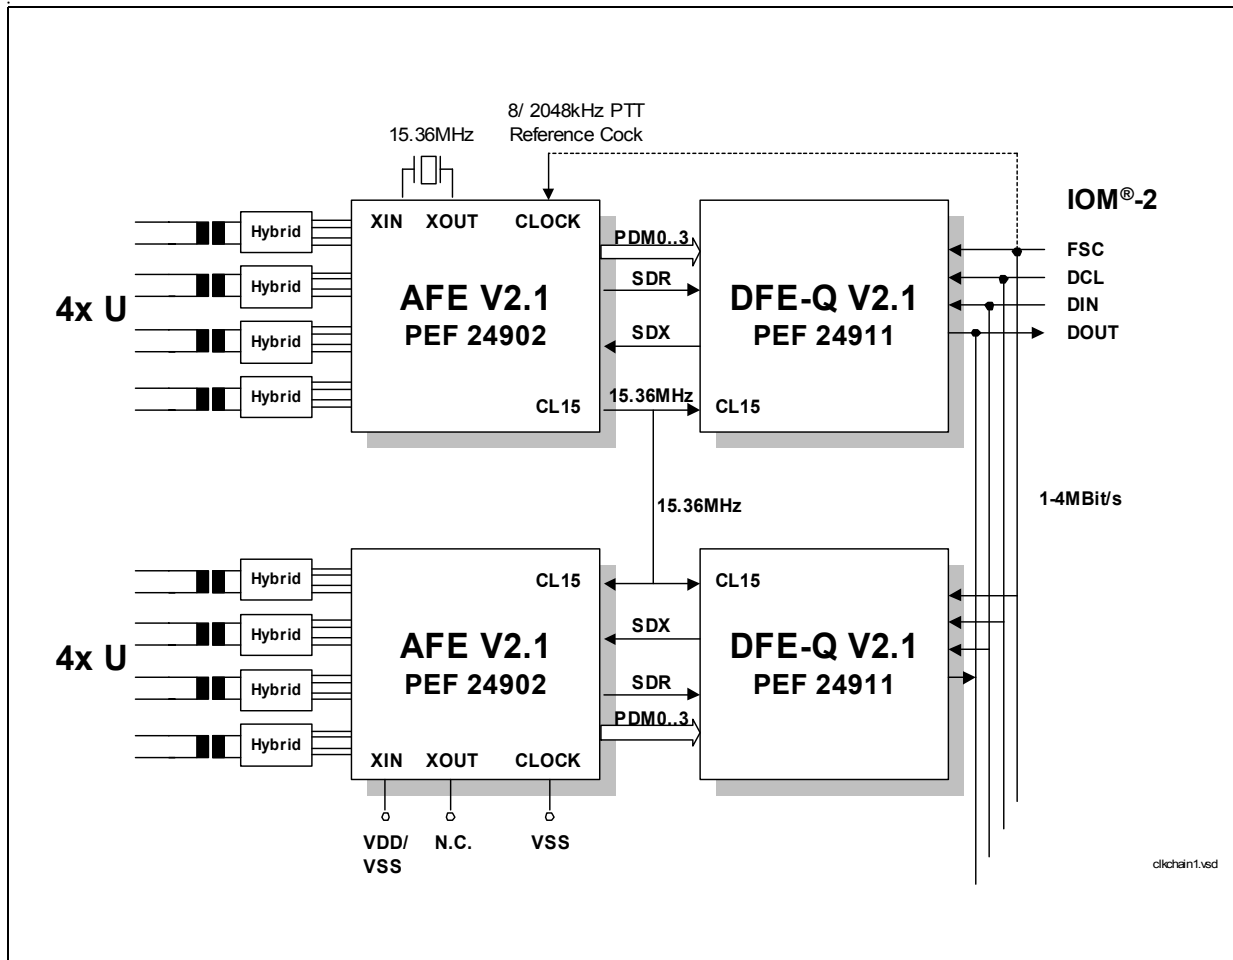 8/ 2048kHz PTT
Reference Cock
15.36MHz
IOM®-2
XIN
XOUT
CLOCK
Hybrid
PDM0..3
FSC
DCL
DIN
DOUT
Hybrid
SDR
4x U
AFE V2.1
PEF 24902
DFE-Q V2.1
PEF 24911
Hybrid
SDX
Hybrid
CL15
15.36MHz
CL15
15.36MHz
1-4MBit/s
Hybrid
CL15
CL15
Hybrid
SDX
4x U
AFE V2.1
PEF 24902
DFE-Q V2.1
PEF 24911
Hybrid
SDR
PDM0..3
Hybrid
XIN
XOUT
CLOCK
VDD/
VSS
N.C.
VSS
clkchain1.vsd